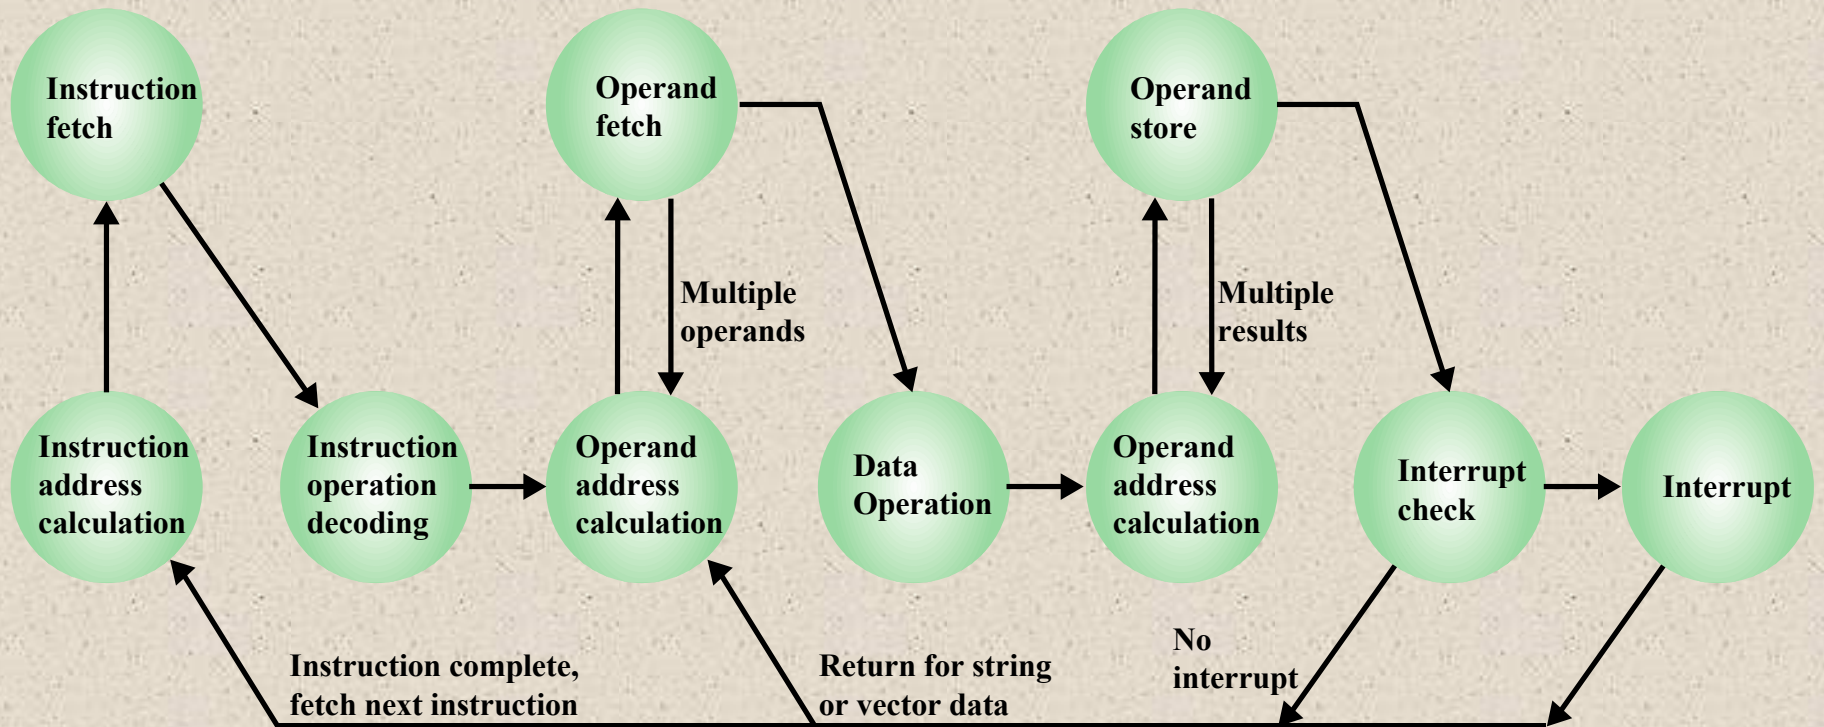 Instruction
fetch
Operand
fetch
Operand
store
Multiple
operands
Multiple
results
Instruction
address
calculation
Instruction
operation
decoding
Operand
address
calculation
Data
Operation
Operand
address
calculation
Interrupt
check
Interrupt
Instruction complete,
fetch next instruction
Return for string
or vector data
No
interrupt